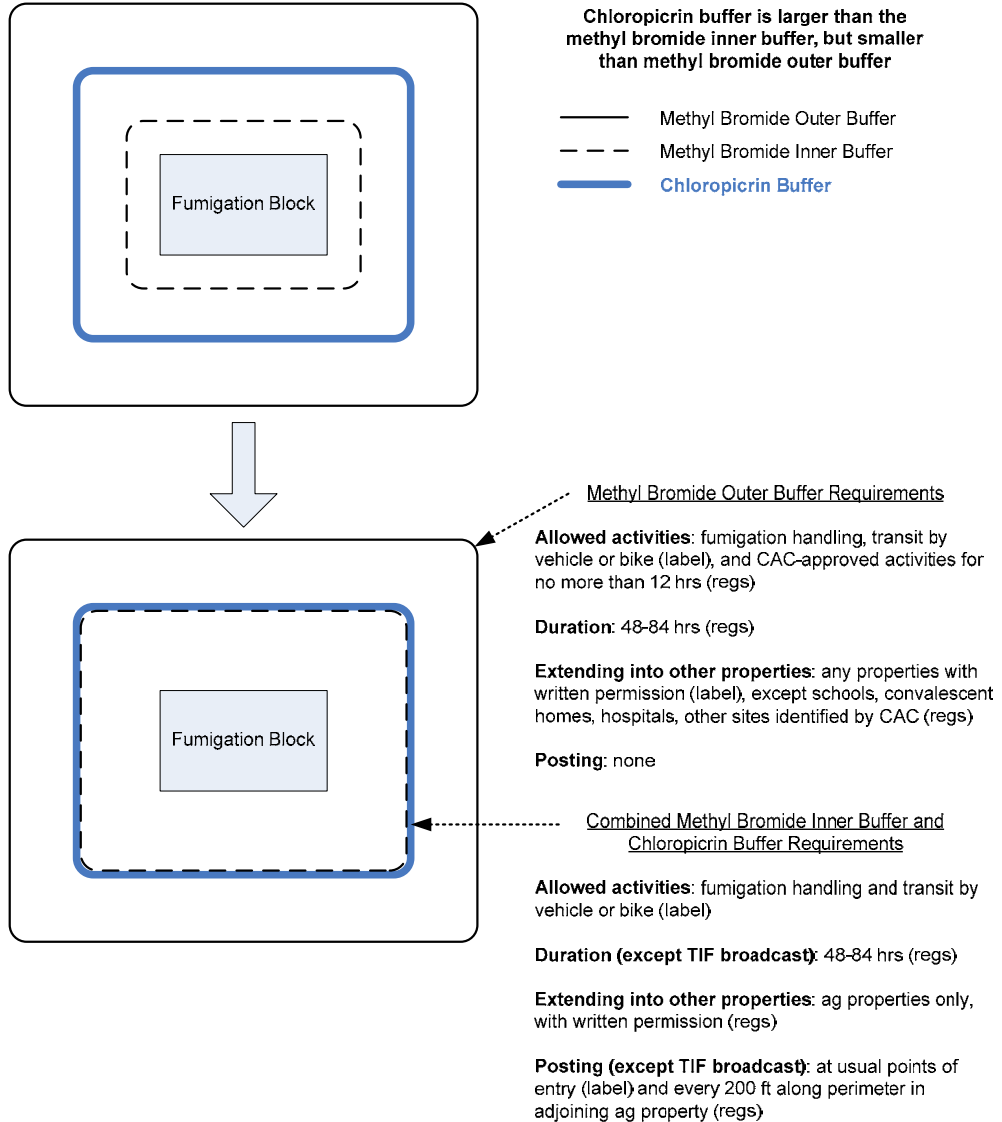 Chloropicrin buffer is larger than the
methyl bromide inner buffer, but smaller
than methyl bromide outer buffer
Methyl Bromide Outer Buffer
Methyl Bromide Inner Buffer
Chloropicrin Buffer
Fumigation Block
Methyl Bromide Outer Buffer Requirements
Allowed activities: fumigation handling, transit by
vehicle or bike (label), and CAC-approved activities for
no more than 12 hrs (regs)
Duration: 48-84 hrs (regs)
Extending into other properties: any properties with
written permission (label), except schools, convalescent
homes, hospitals, other sites identified by CAC (regs)
Posting: none
Fumigation Block
Combined Methyl Bromide Inner Buffer and
Chloropicrin Buffer Requirements
Allowed activities: fumigation handling and transit by
vehicle or bike (label)
Duration (except TIF broadcast): 48-84 hrs (regs)
Extending into other properties: ag properties only,
with written permission (regs)
Posting (except TIF broadcast): at usual points of
entry (label) and every 200 ft along perimeter in
adjoining ag property (regs)